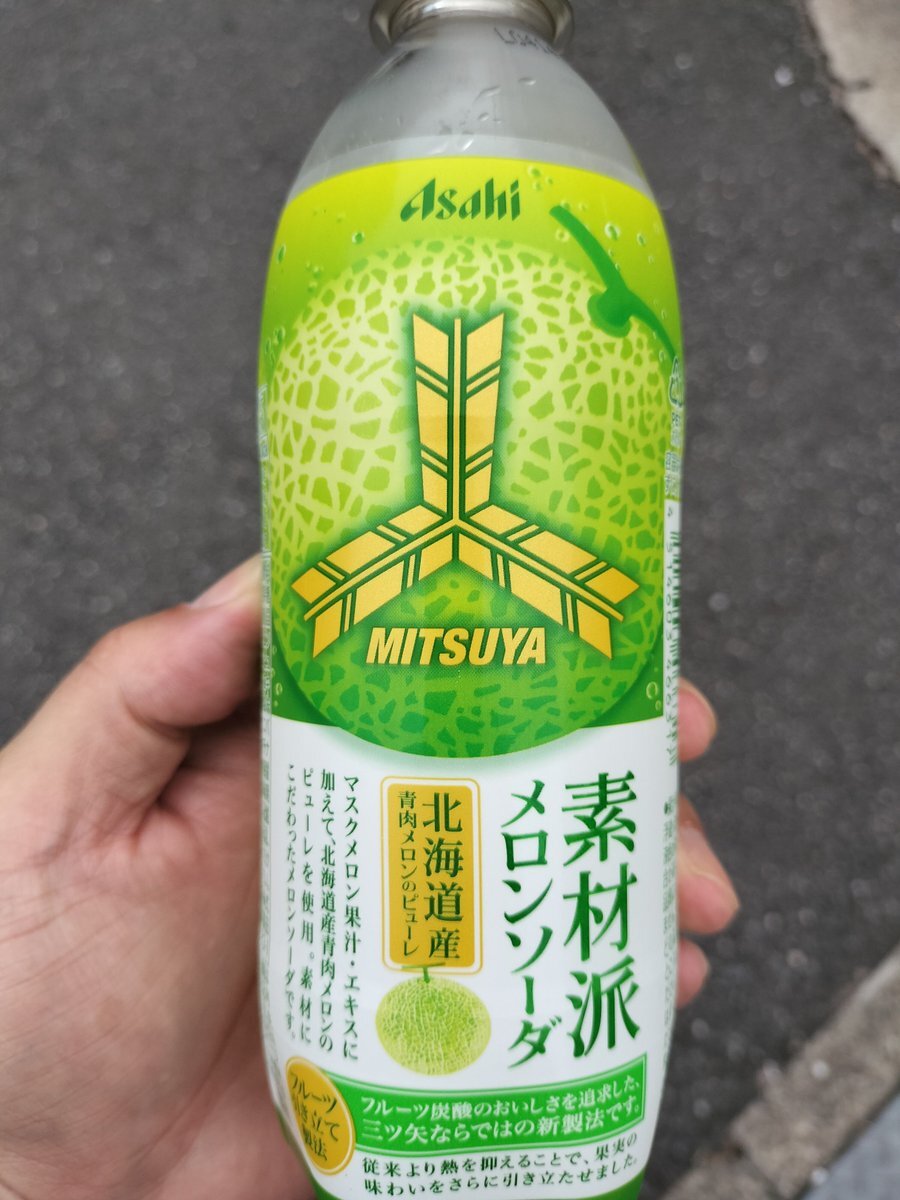 Asahi
MITSUYA
素材派
メロンソーダ
北海道産
青肉メロンのピューレ
マスクメロン果汁・エキスに
加えて、北海道産青肉メロンの
ピューレを使用。素材に
こだわったメロンソーダです。
フルーツ
引き立て
製法
フルーツ炭酸のおいしさを追求した、
三ツ矢ならではの新製法です。
従来より熱を抑えることで、果実の
味わいをさらに引き立たせました。